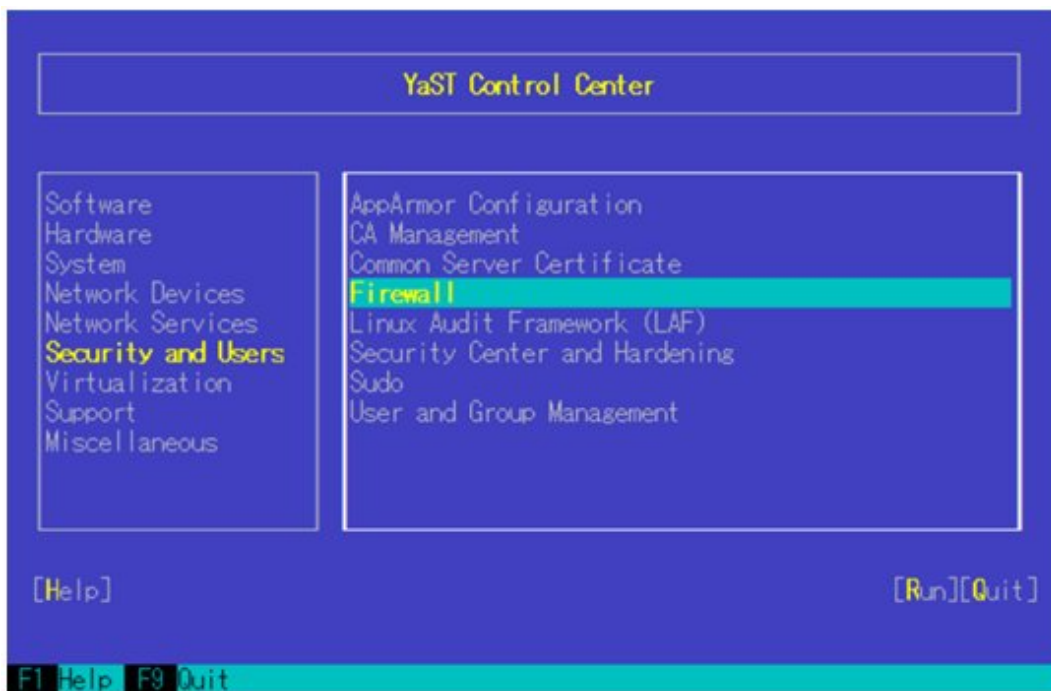 YaST Control Center
Software
Hardware
System
Network Devices
Network Services
Security and Users
Virtualization
Support
Miscellaneous
AppArmor Configuration
CA Management
Common Server Certificate
Firewall
Linux Audit Framework (LAF)
Security Center and Hardening
Sudo
User and Group Management
[Help]
[Run][Quit]
F1 Help F9 Quit